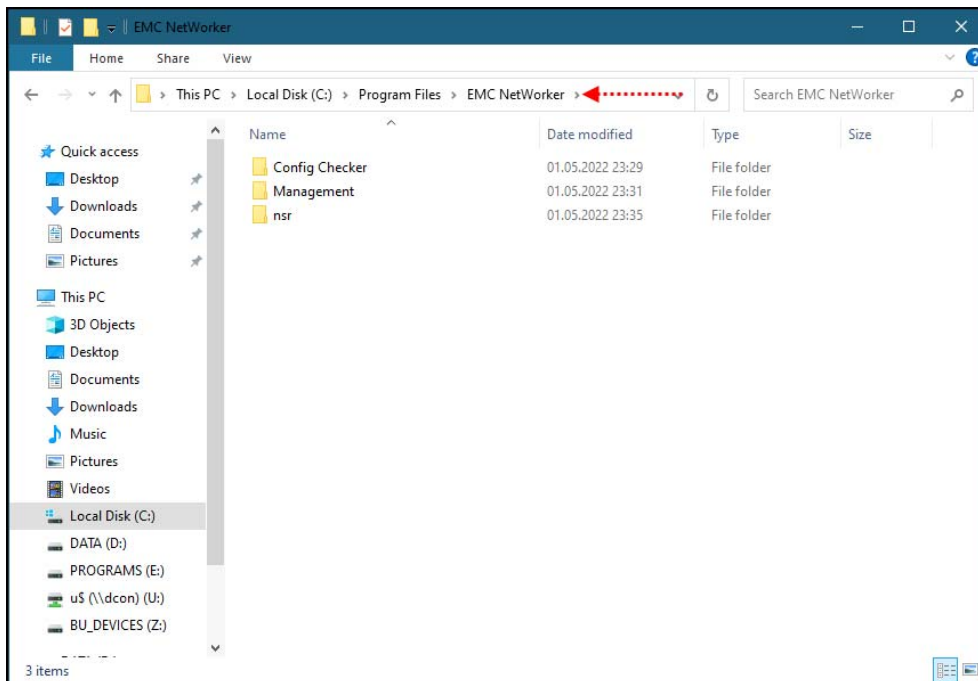 EMC NetWorker
File Home Share View
This PC > Local Disk (C:) > Program Files > EMC NetWorker > Search EMC NetWorker
Name Date modified Type Size
Quick access
Desktop
Downloads
Documents
Pictures
This PC
3D Objects
Desktop
Documents
Downloads
Music
Pictures
Videos
Local Disk (C:)
DATA (D:)
PROGRAMS (E:)
u$ (\\dcon) (U:)
BU_DEVICES (Z:)
Config Checker 01.05.2022 23:29 File folder
Management 01.05.2022 23:31 File folder
nsr 01.05.2022 23:35 File folder
3 items